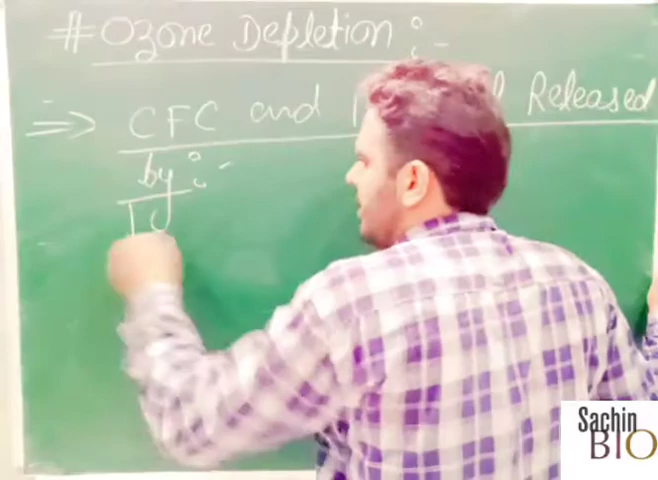 # Ozone Depletion :-
⇒ CFC and Released
by :-
Sachin
BIO